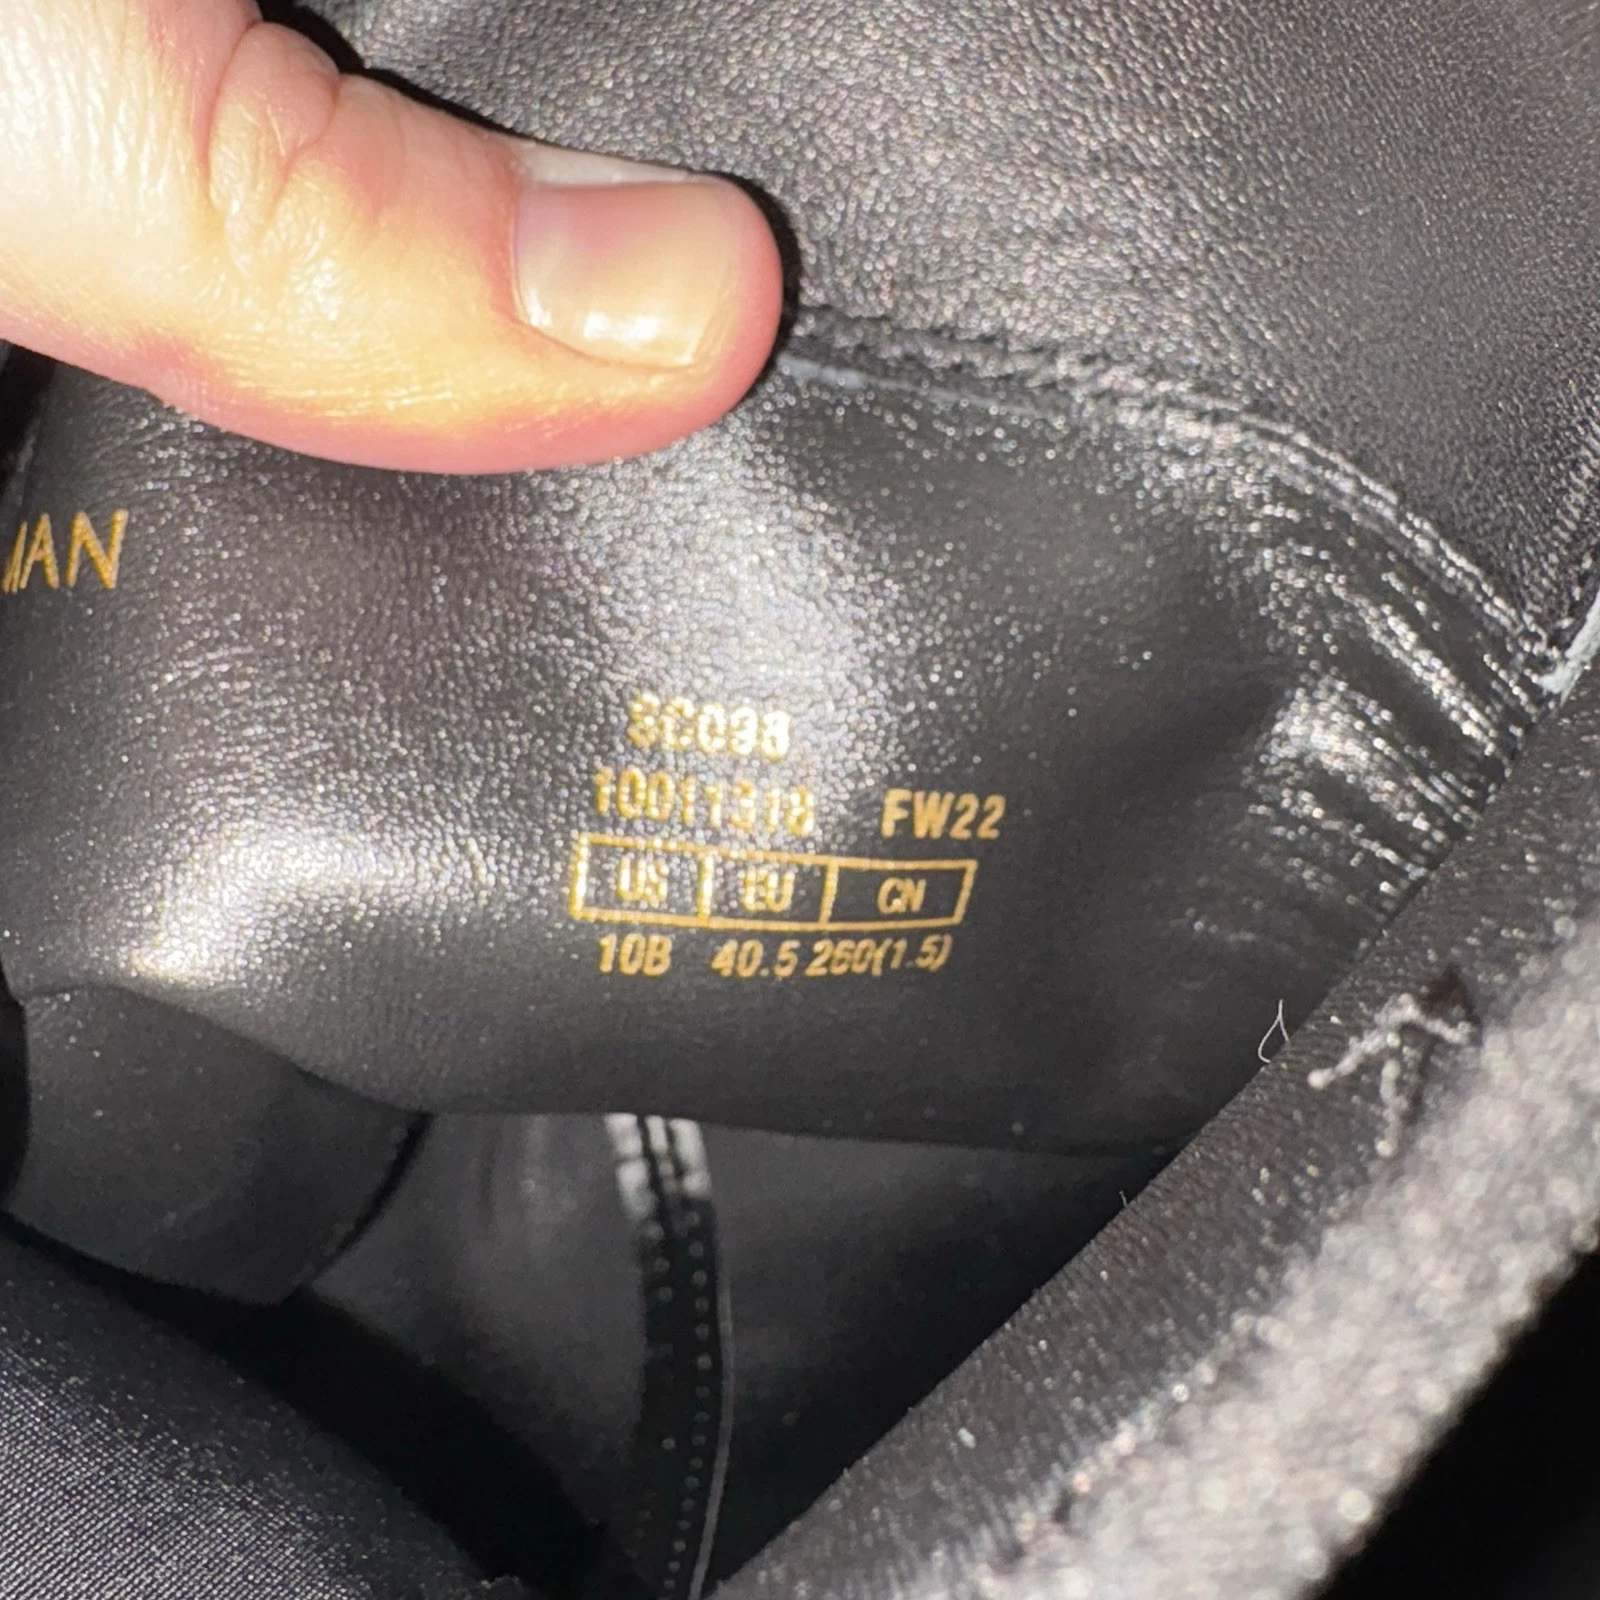 MAN
SC098
10011318 FW22
US EU CN
10B 40.5 260(1.5)